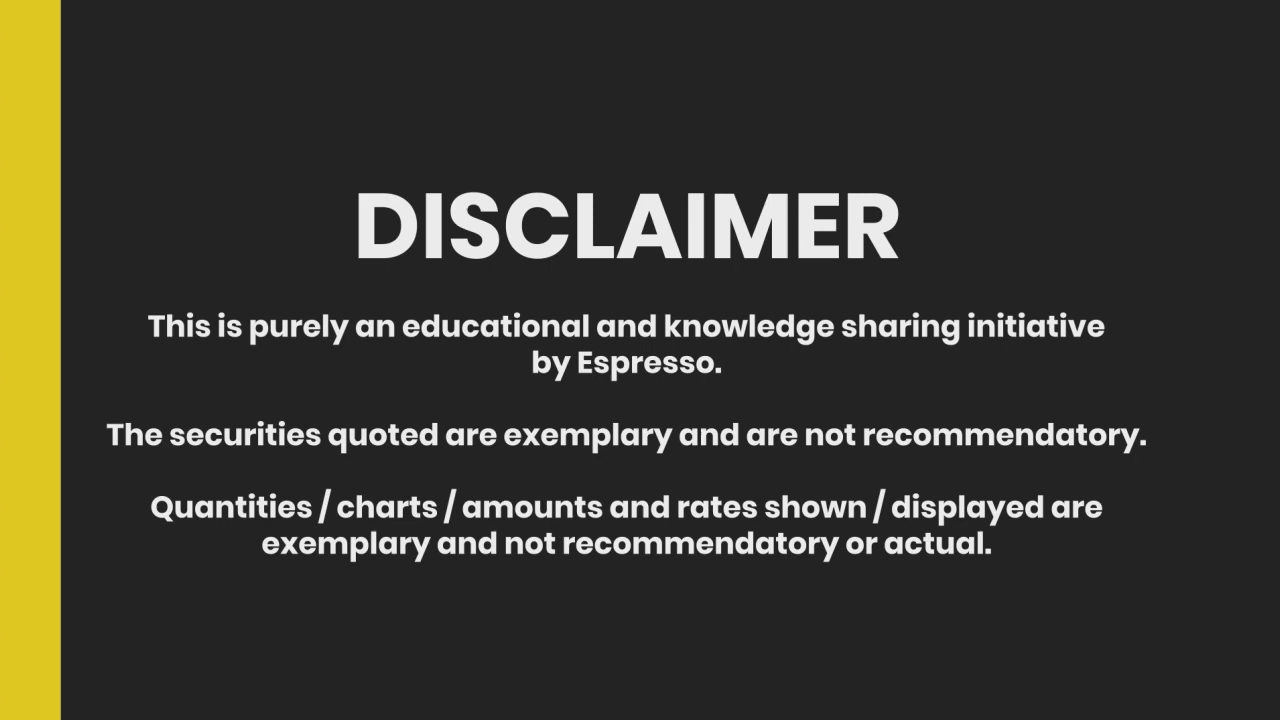 DISCLAIMER
This is purely an educational and knowledge sharing initiative
by Espresso.
The securities quoted are exemplary and are not recommendatory.
Quantities / charts / amounts and rates shown / displayed are
exemplary and not recommendatory or actual.